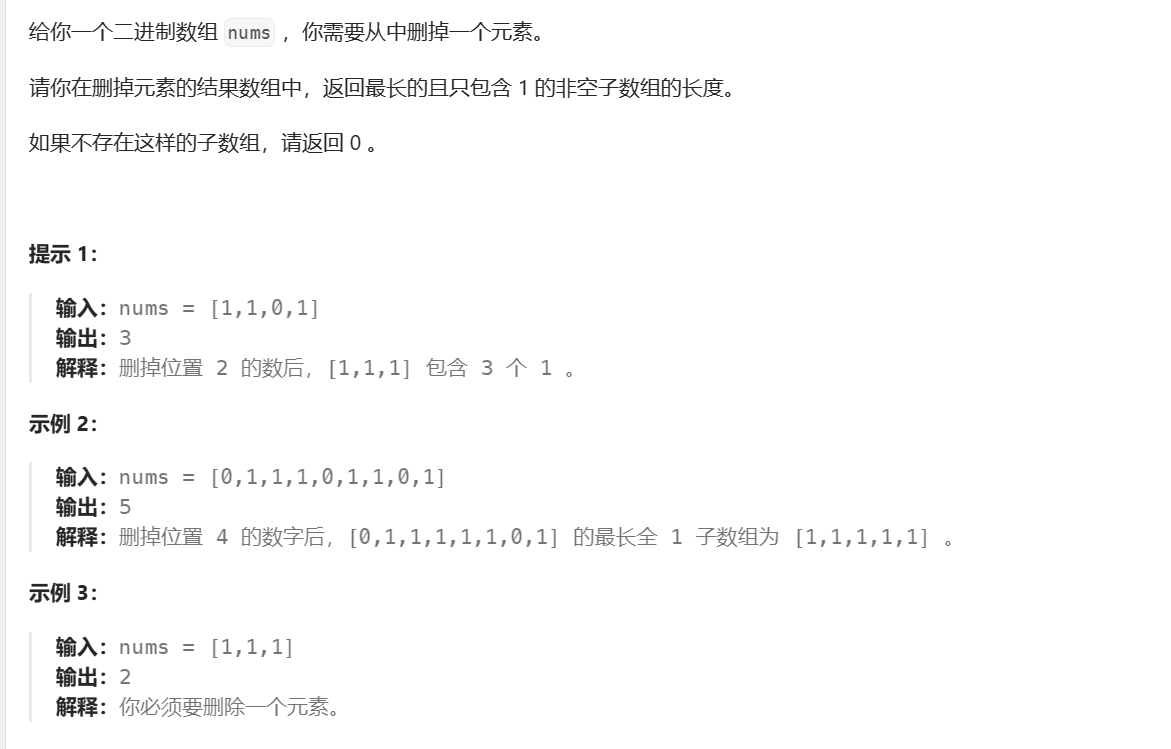 给你一个二进制数组 nums ，你需要从中删掉一个元素。
请你在删掉元素的结果数组中，返回最长的且只包含 1 的非空子数组的长度。
如果不存在这样的子数组，请返回 0 。
提示 1：
输入：nums = [1,1,0,1]
输出：3
解释：删掉位置 2 的数后，[1,1,1] 包含 3 个 1 。
示例 2：
输入：nums = [0,1,1,1,0,1,1,0,1]
输出：5
解释：删掉位置 4 的数字后，[0,1,1,1,1,1,0,1] 的最长全 1 子数组为 [1,1,1,1,1] 。
示例 3：
输入：nums = [1,1,1]
输出：2
解释：你必须要删除一个元素。